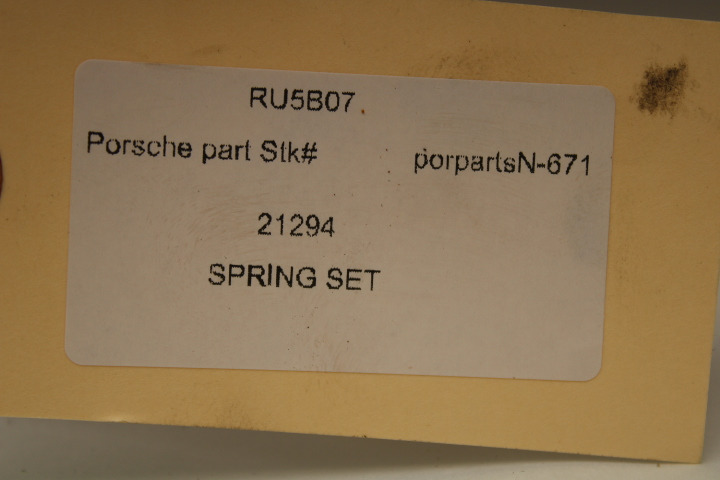 RU5B07
Porsche part Stk# porpartsN-671
21294
SPRING SET